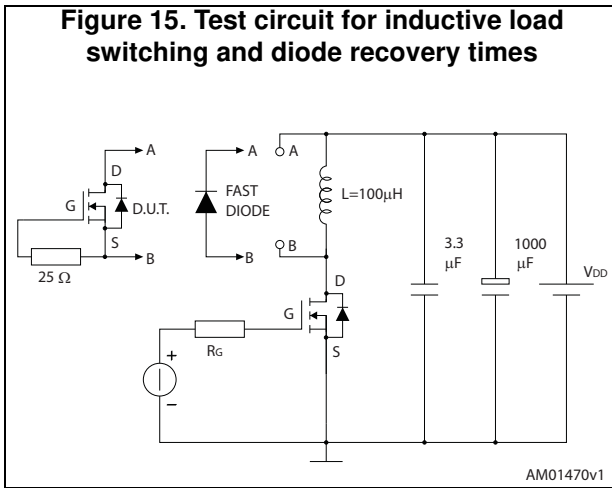 Figure 15. Test circuit for inductive load
switching and diode recovery times
A
D
G
D.U.T.
S
B
25 Ω
A
FAST
DIODE
B
A
L=100μH
B
D
G
S
RG
+
–
3.3
μF
1000
μF
VDD
AM01470v1